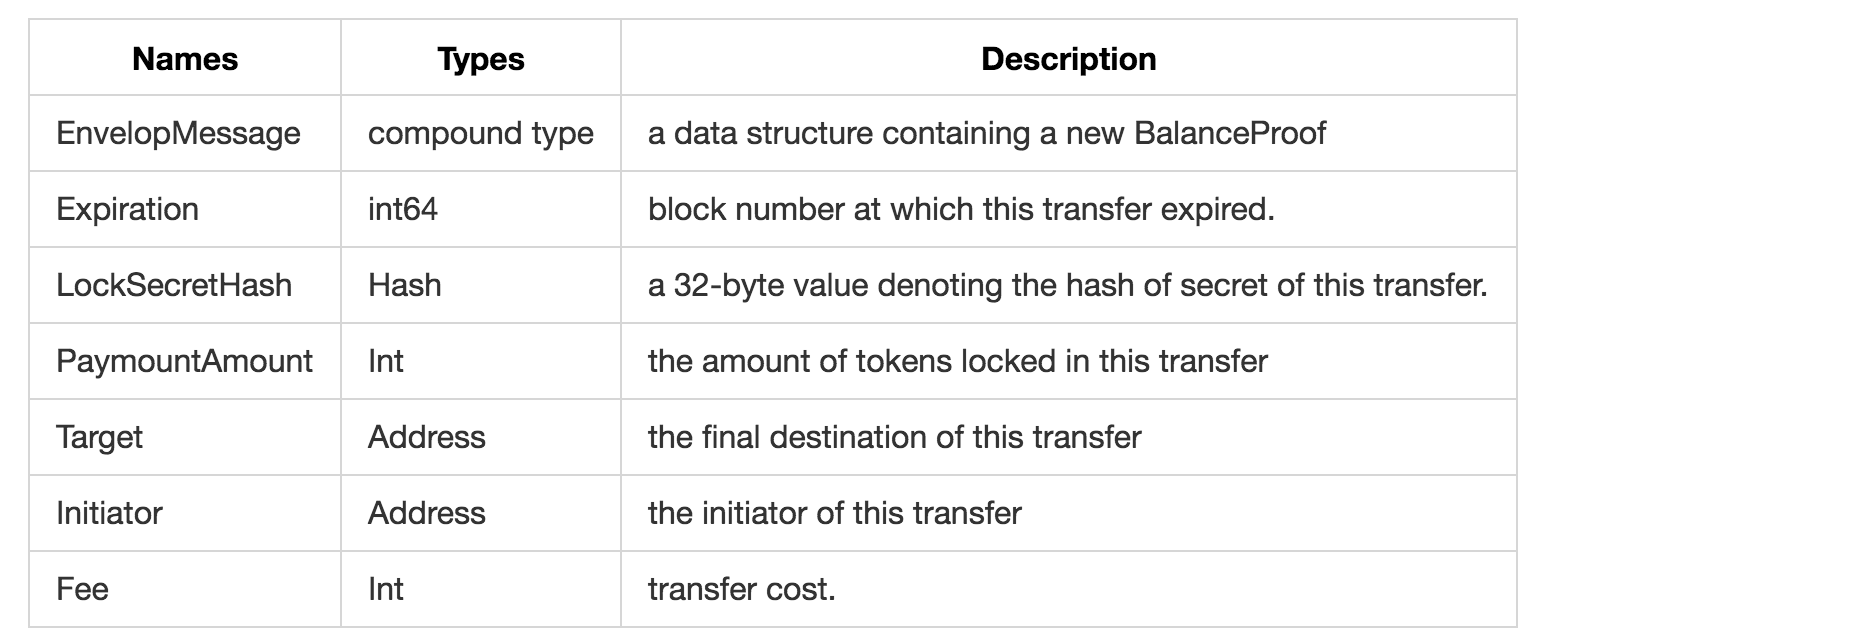 Names Types Description
EnvelopMessage compound type a data structure containing a new BalanceProof
Expiration int64 block number at which this transfer expired.
LockSecretHash Hash a 32-byte value denoting the hash of secret of this transfer.
PaymountAmount Int the amount of tokens locked in this transfer
Target Address the final destination of this transfer
Initiator Address the initiator of this transfer
Fee Int transfer cost.